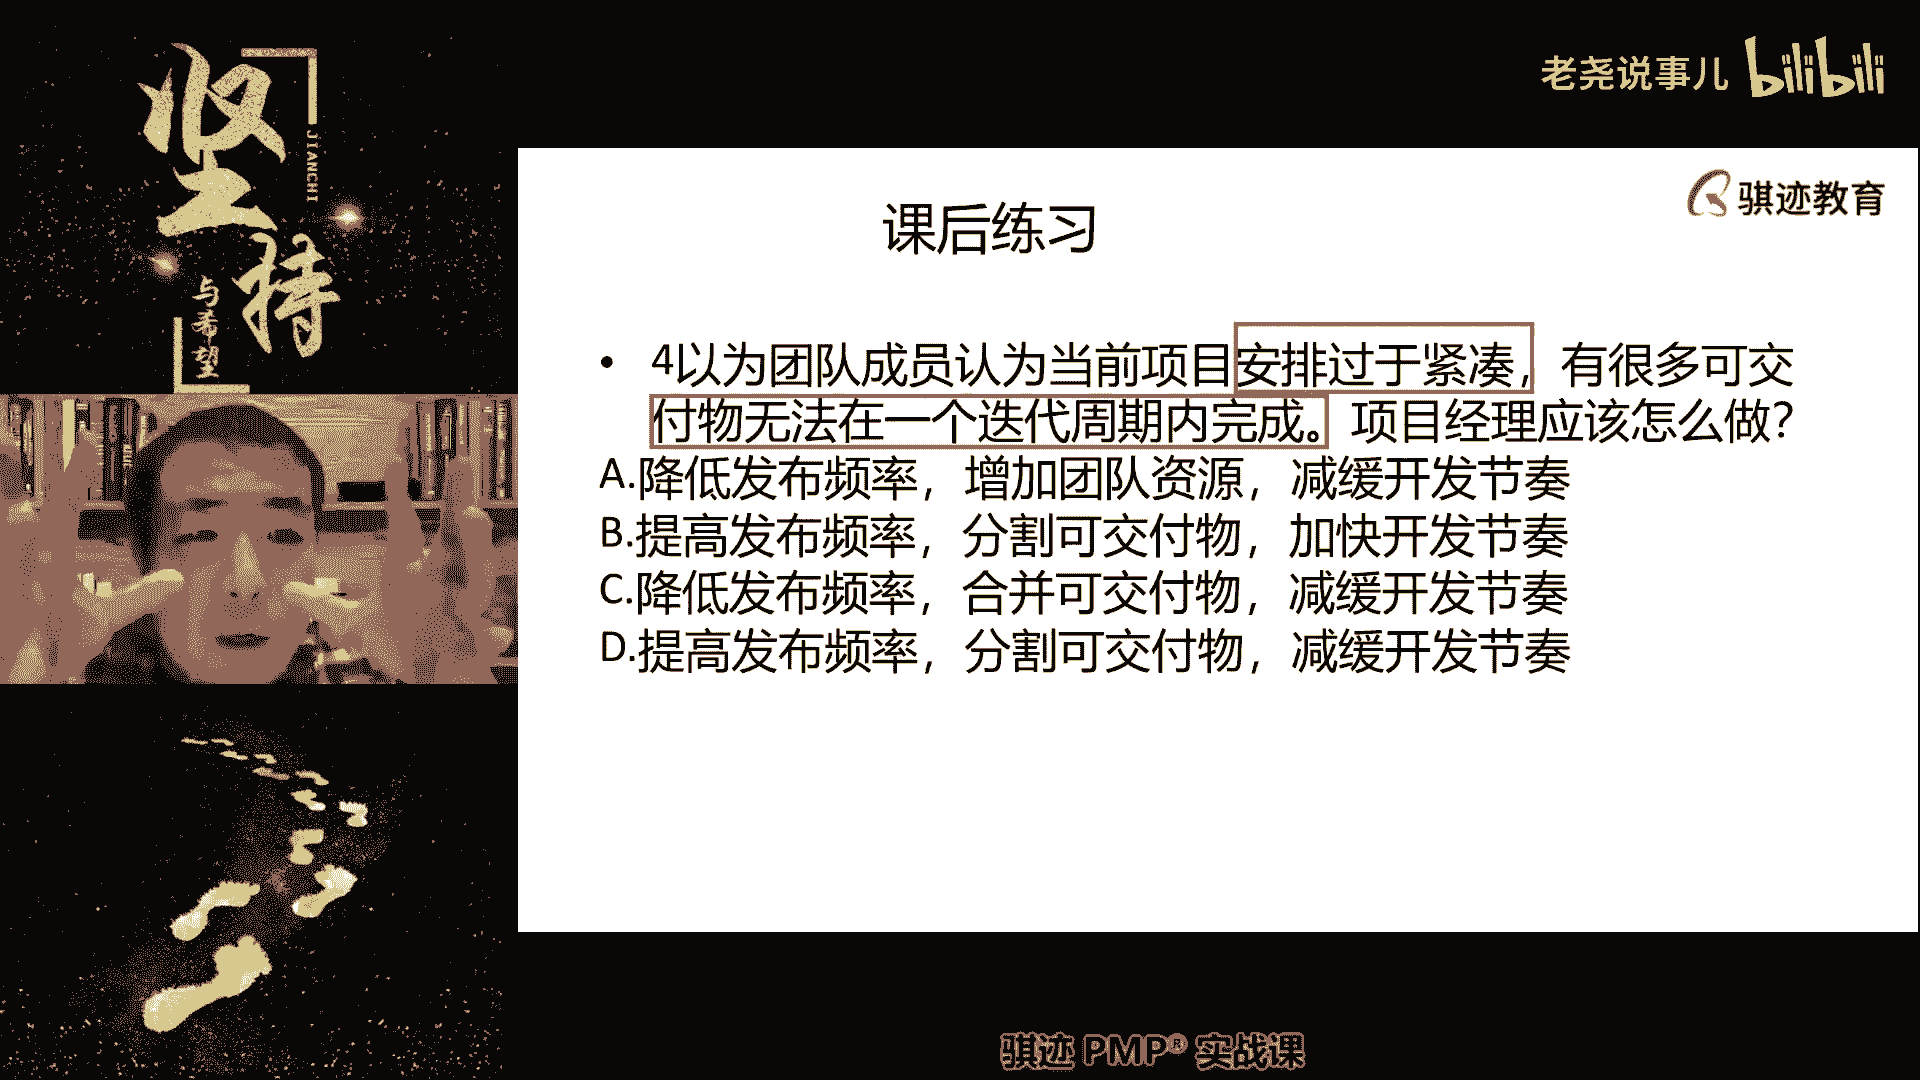 坚持
JIANCHI
与希望
老尧说事儿 bilibili
骐迹教育
课后练习
• 4以为团队成员认为当前项目安排过于紧凑，有很多可交
付物无法在一个迭代周期内完成。项目经理应该怎么做？
A.降低发布频率，增加团队资源，减缓开发节奏
B.提高发布频率，分割可交付物，加快开发节奏
C.降低发布频率，合并可交付物，减缓开发节奏
D.提高发布频率，分割可交付物，减缓开发节奏
骐迹 PMP® 实战课